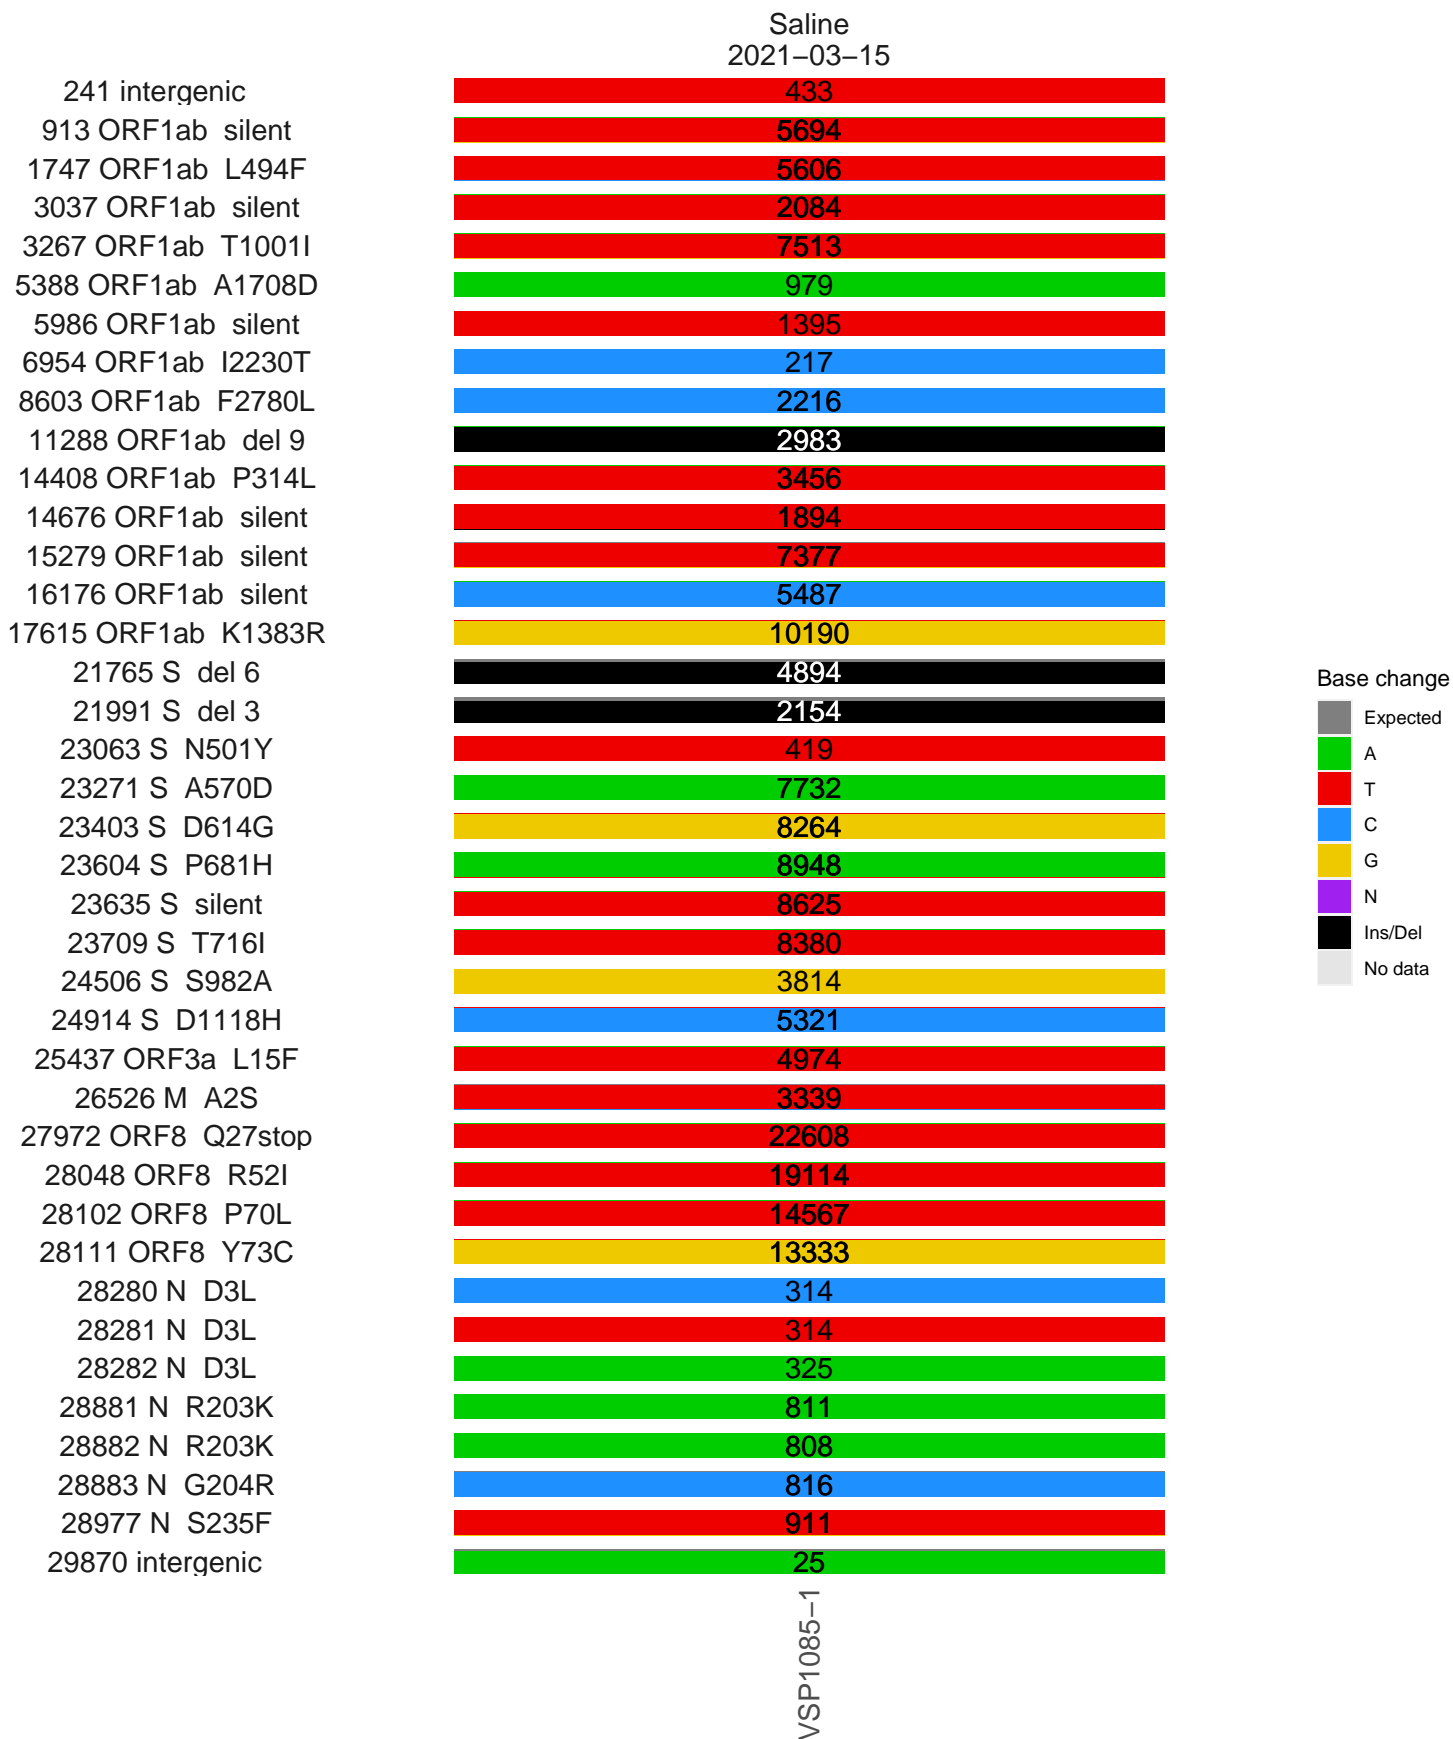 Saline
2021−03−15
241 intergenic 433
913 ORF1ab silent 5694
1747 ORF1ab L494F 5606
3037 ORF1ab silent 2084
3267 ORF1ab T1001I 7513
5388 ORF1ab A1708D 979
5986 ORF1ab silent 1395
6954 ORF1ab I2230T 217
8603 ORF1ab F2780L 2216
11288 ORF1ab del 9 2983
14408 ORF1ab P314L 3456
14676 ORF1ab silent 1894
15279 ORF1ab silent 7377
16176 ORF1ab silent 5487
17615 ORF1ab K1383R 10190
21765 S del 6 4894
21991 S del 3 2154
23063 S N501Y 419
23271 S A570D 7732
23403 S D614G 8264
23604 S P681H 8948
23635 S silent 8625
23709 S T716I 8380
24506 S S982A 3814
24914 S D1118H 5321
25437 ORF3a L15F 4974
26526 M A2S 3339
27972 ORF8 Q27stop 22608
28048 ORF8 R52I 19114
28102 ORF8 P70L 14567
28111 ORF8 Y73C 13333
28280 N D3L 314
28281 N D3L 314
28282 N D3L 325
28881 N R203K 811
28882 N R203K 808
28883 N G204R 816
28977 N S235F 911
29870 intergenic 25
VSP1085−1
Base change
Expected
A
T
C
G
N
Ins/Del
No data